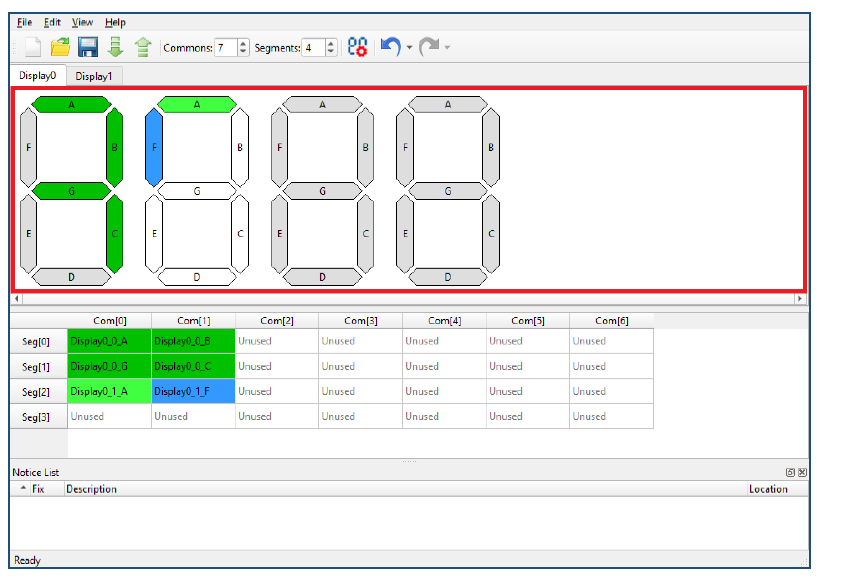 File Edit View Help
Commons: 7 Segments: 4
Display0 Display1
A A A A
F B F B F B F B
G G G G
E C E C E C E C
D D D D
Com[0] Com[1] Com[2] Com[3] Com[4] Com[5] Com[6]
Seg[0] Display0_0_A Display0_0_B Unused Unused Unused Unused Unused
Seg[1] Display0_0_G Display0_0_C Unused Unused Unused Unused Unused
Seg[2] Display0_1_A Display0_1_F Unused Unused Unused Unused Unused
Seg[3] Unused Unused Unused Unused Unused Unused Unused
Notice List
Fix Description Location
Ready